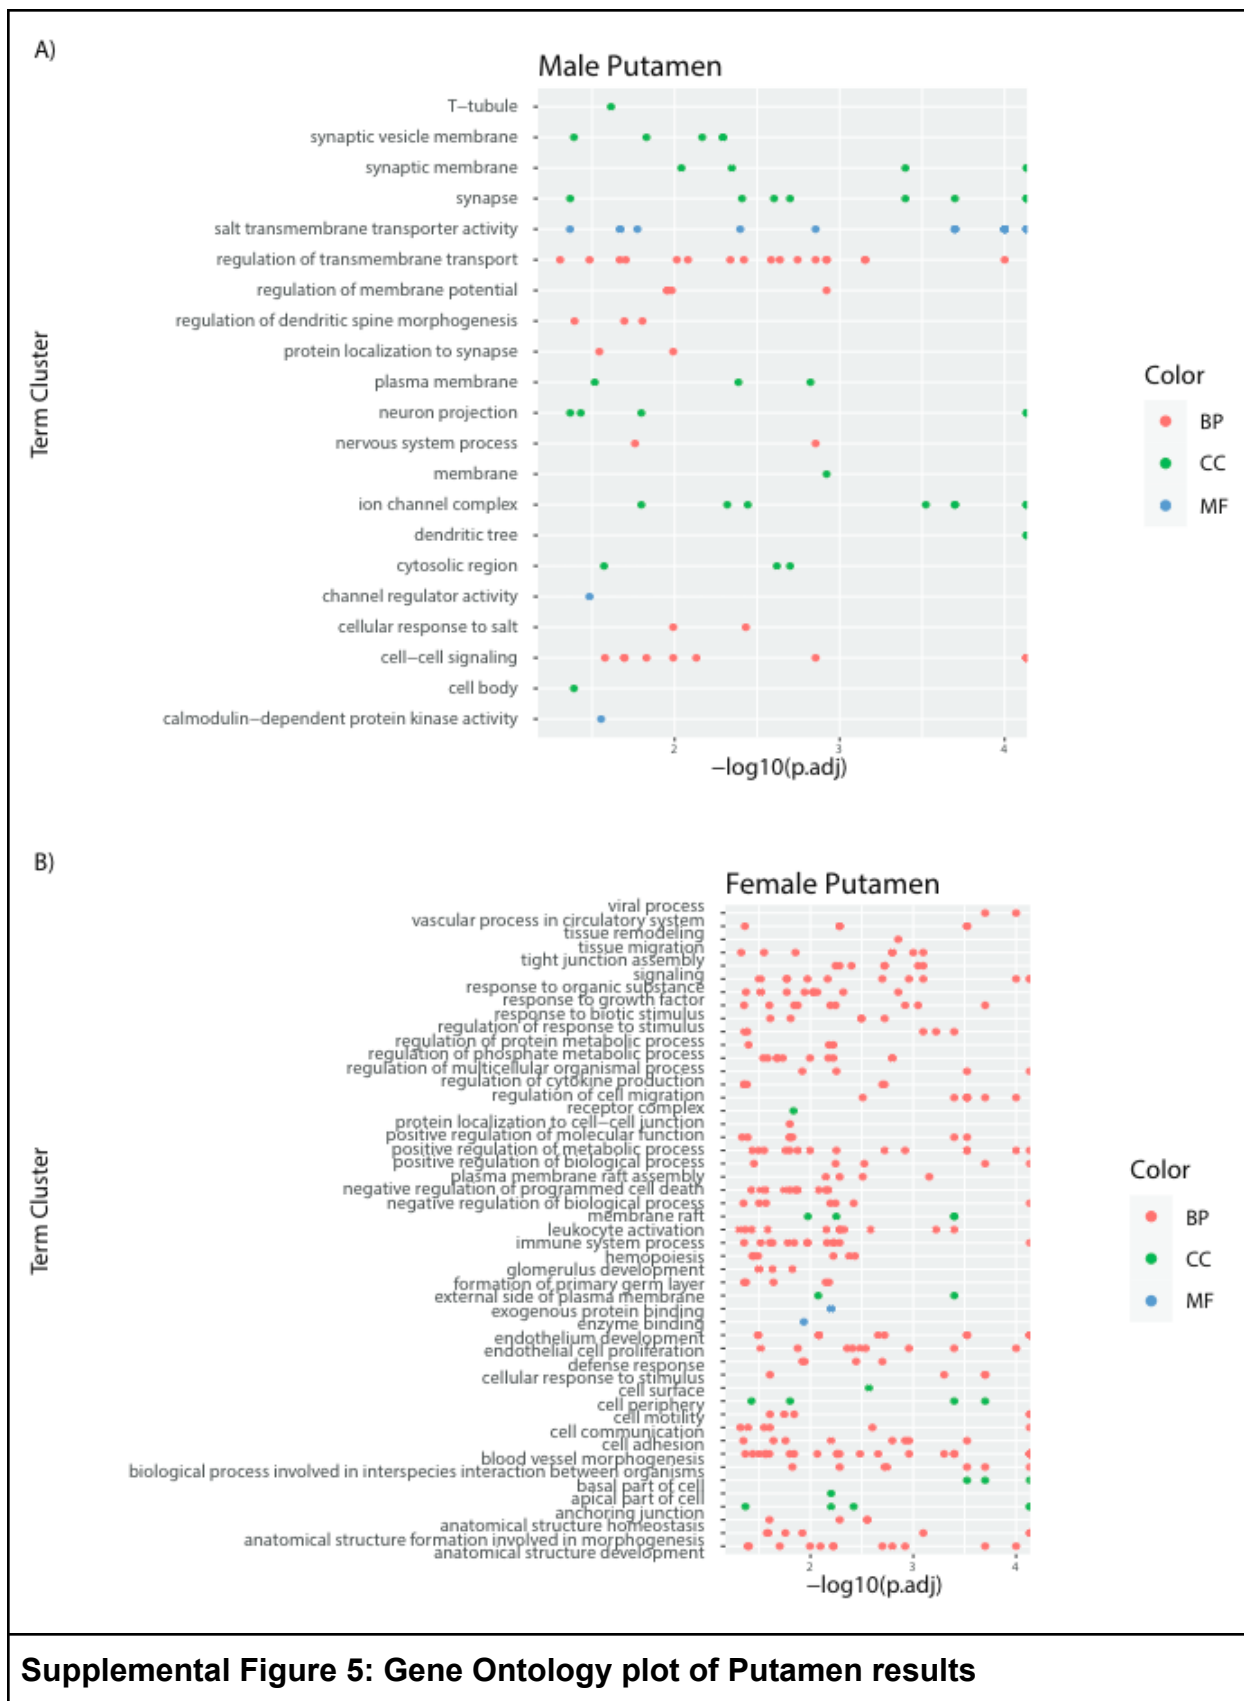 A)
Male Putamen
T−tubule
synaptic vesicle membrane
synaptic membrane
synapse
salt transmembrane transporter activity
regulation of transmembrane transport
regulation of membrane potential
regulation of dendritic spine morphogenesis
protein localization to synapse
plasma membrane
neuron projection
nervous system process
membrane
ion channel complex
dendritic tree
cytosolic region
channel regulator activity
cellular response to salt
cell−cell signaling
cell body
calmodulin−dependent protein kinase activity
Term Cluster
2 3 4
−log10(p.adj)
Color
BP
CC
MF
B)
Female Putamen
viral process
vascular process in circulatory system
tissue remodeling
tissue migration
tight junction assembly
signaling
response to organic substance
response to growth factor
response to biotic stimulus
regulation of response to stimulus
regulation of protein metabolic process
regulation of phosphate metabolic process
regulation of multicellular organismal process
regulation of cytokine production
regulation of cell migration
receptor complex
protein localization to cell−cell junction
positive regulation of molecular function
positive regulation of metabolic process
positive regulation of biological process
plasma membrane raft assembly
negative regulation of programmed cell death
negative regulation of biological process
membrane raft
leukocyte activation
immune system process
hemopoiesis
glomerulus development
formation of primary germ layer
external side of plasma membrane
exogenous protein binding
enzyme binding
endothelium development
endothelial cell proliferation
defense response
cellular response to stimulus
cell surface
cell periphery
cell motility
cell communication
cell adhesion
blood vessel morphogenesis
biological process involved in interspecies interaction between organisms
basal part of cell
apical part of cell
anchoring junction
anatomical structure homeostasis
anatomical structure formation involved in morphogenesis
anatomical structure development
Term Cluster
2 3 4
−log10(p.adj)
Color
BP
CC
MF
Supplemental Figure 5: Gene Ontology plot of Putamen results